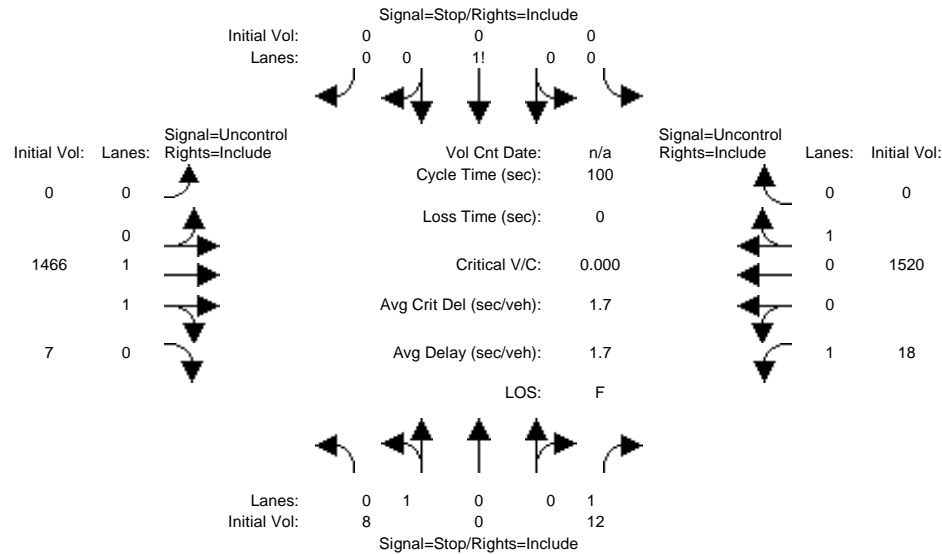 Signal=Stop/Rights=Include
Initial Vol: 0 0 0
Lanes: 0 0 1! 0 0
Signal=Uncontrol Signal=Uncontrol
Initial Vol: Lanes: Rights=Include Vol Cnt Date: n/a Rights=Include Lanes: Initial Vol:
Cycle Time (sec): 100
0 0 0 0
Loss Time (sec): 0
0 1
1466 1 Critical V/C: 0.000 0 1520
1 Avg Crit Del (sec/veh): 1.7 0
7 0 Avg Delay (sec/veh): 1.7 1 18
LOS: F
Lanes: 0 1 0 0 1
Initial Vol: 8 0 12
Signal=Stop/Rights=Include